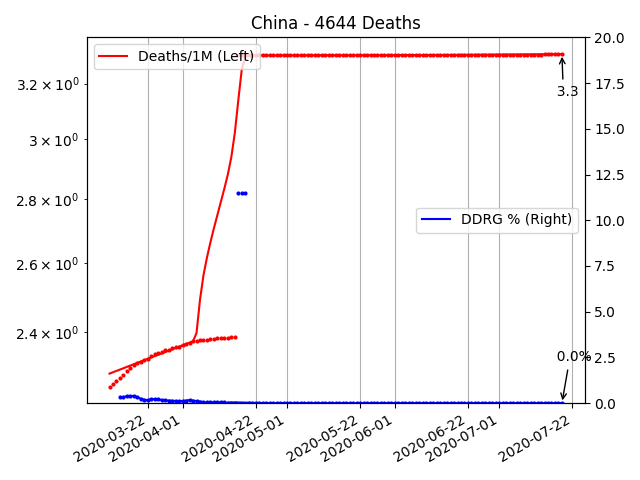 China - 4644 Deaths
Deaths/1M (Left)
DDRG % (Right)
3.3
0.0%
3.2 × 10⁰
3 × 10⁰
2.8 × 10⁰
2.6 × 10⁰
2.4 × 10⁰
20.0
17.5
15.0
12.5
10.0
7.5
5.0
2.5
0.0
2020-03-22
2020-04-01
2020-04-22
2020-05-01
2020-05-22
2020-06-01
2020-06-22
2020-07-01
2020-07-22